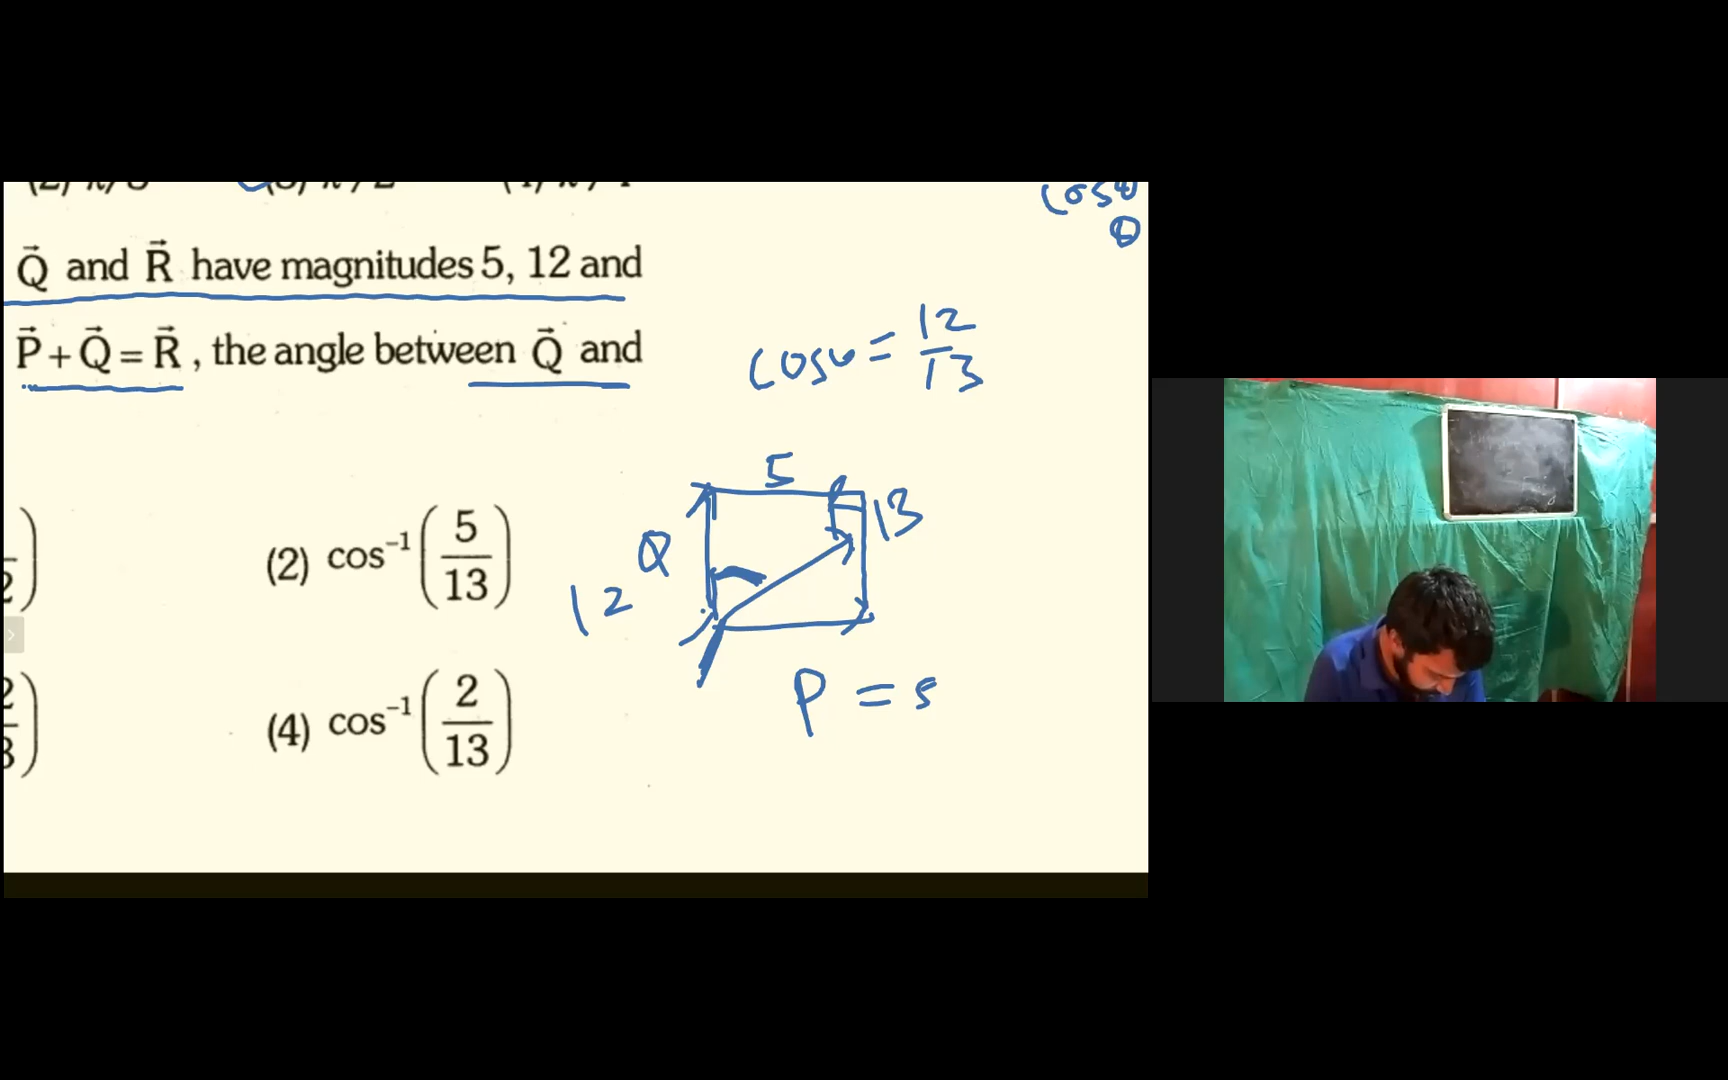 Q⃗ and R⃗ have magnitudes 5, 12 and
P⃗ + Q⃗ = R⃗, the angle between Q⃗ and
(2) cos⁻¹(5/13)
(4) cos⁻¹(2/13)
cosθ
θ
cosθ = 12/13
5
13
Q
12
P = 5